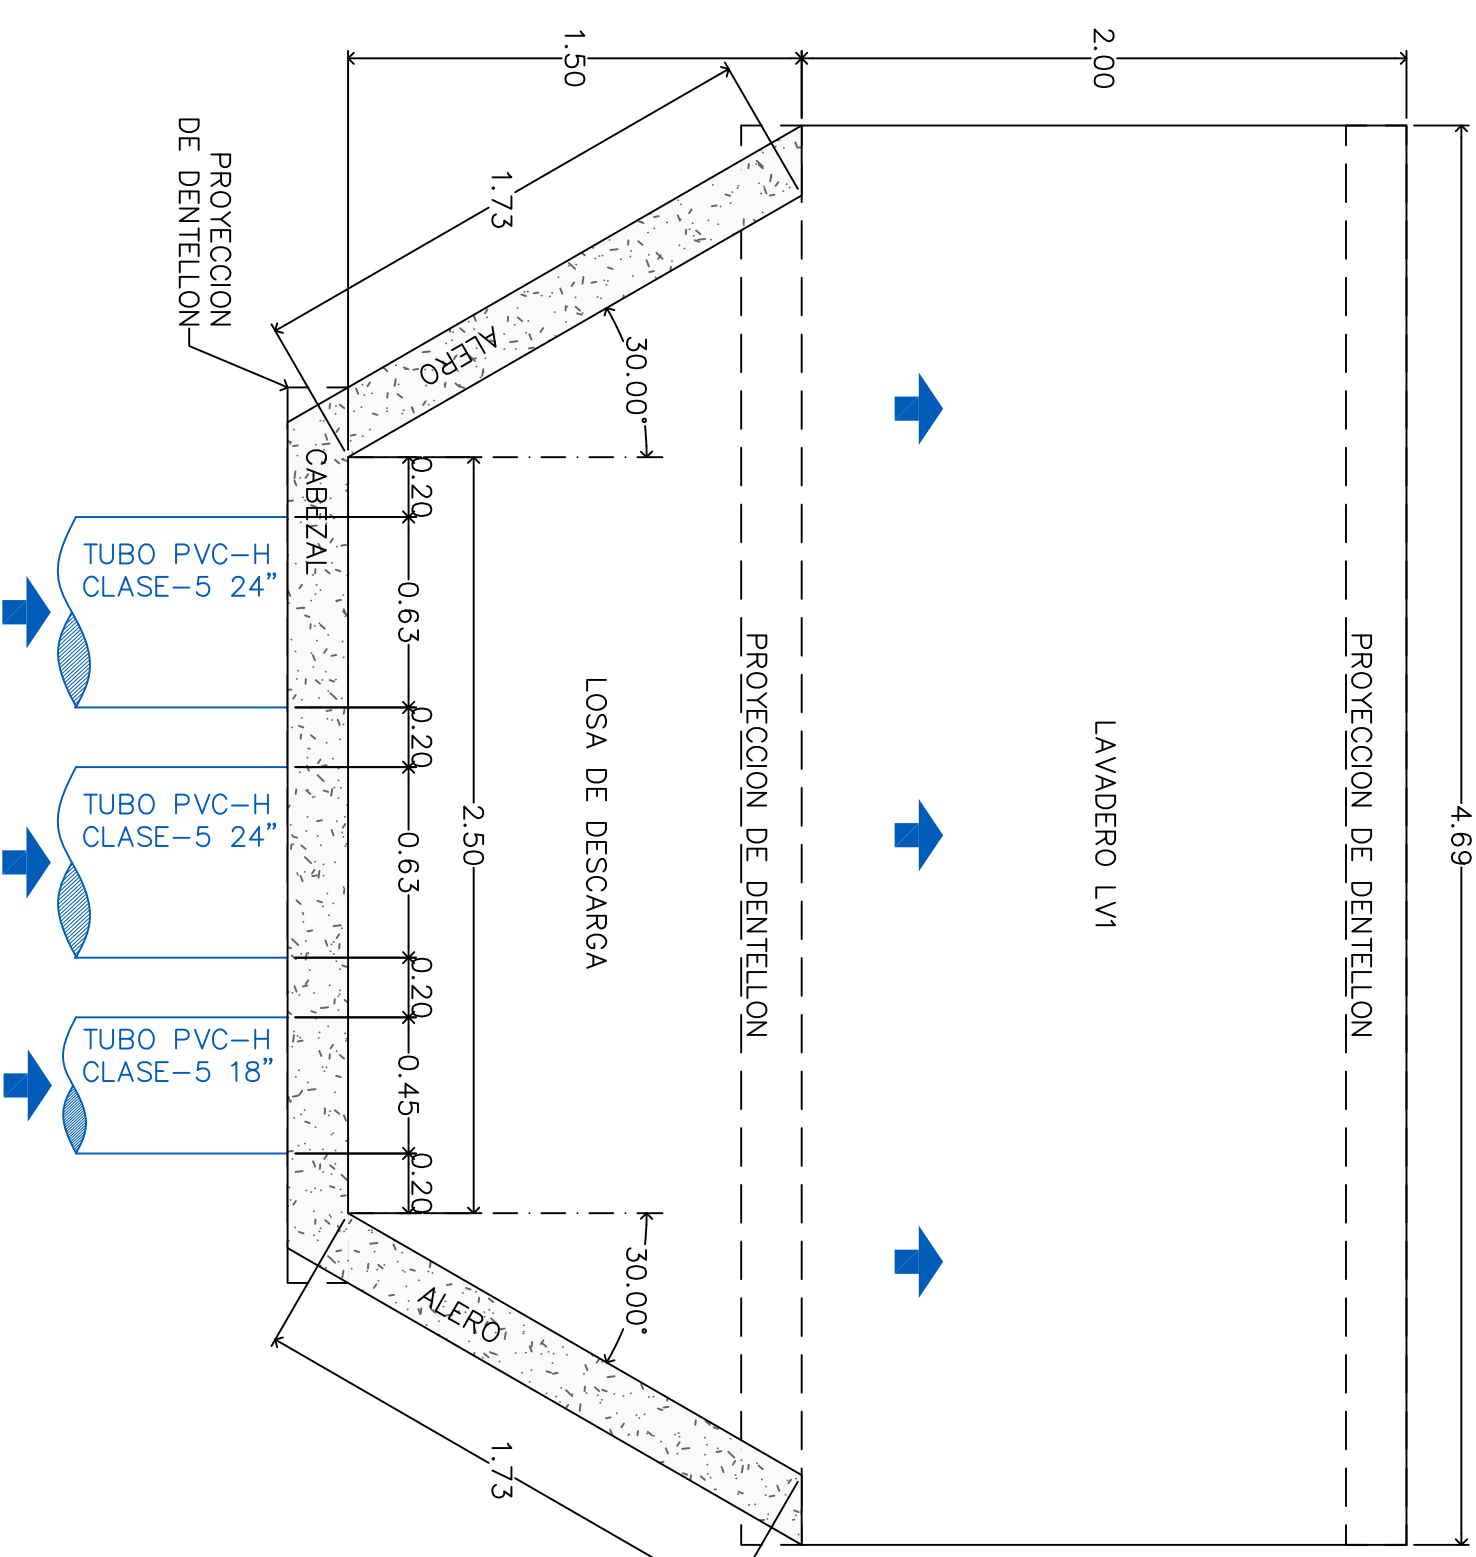 2.00
1.50
4.69
1.73
PROYECCION
DE DENTELLON
ALERO
30.00°
CABEZAL
0.20
0.63
0.20
0.63
0.20
0.45
0.20
2.50
TUBO PVC-H
CLASE-5 24"
TUBO PVC-H
CLASE-5 24"
TUBO PVC-H
CLASE-5 18"
LOSA DE DESCARGA
PROYECCION DE DENTELLON
LAVADERO LV1
PROYECCION DE DENTELLON
30.00°
ALERO
1.73